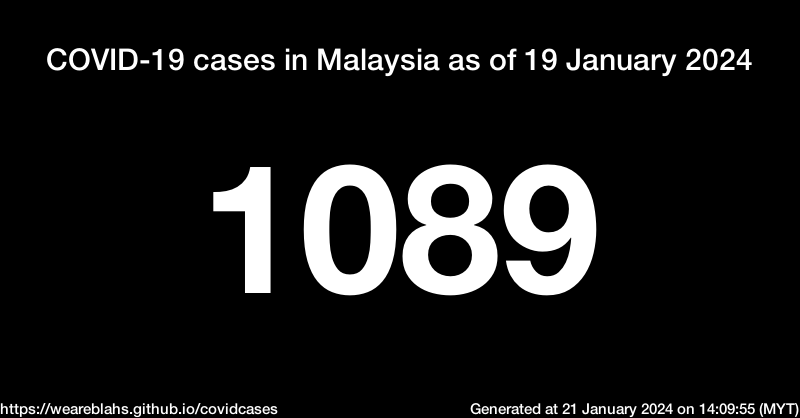 COVID-19 cases in Malaysia as of 19 January 2024
1089
https://weareblahs.github.io/covidcases
Generated at 21 January 2024 on 14:09:55 (MYT)